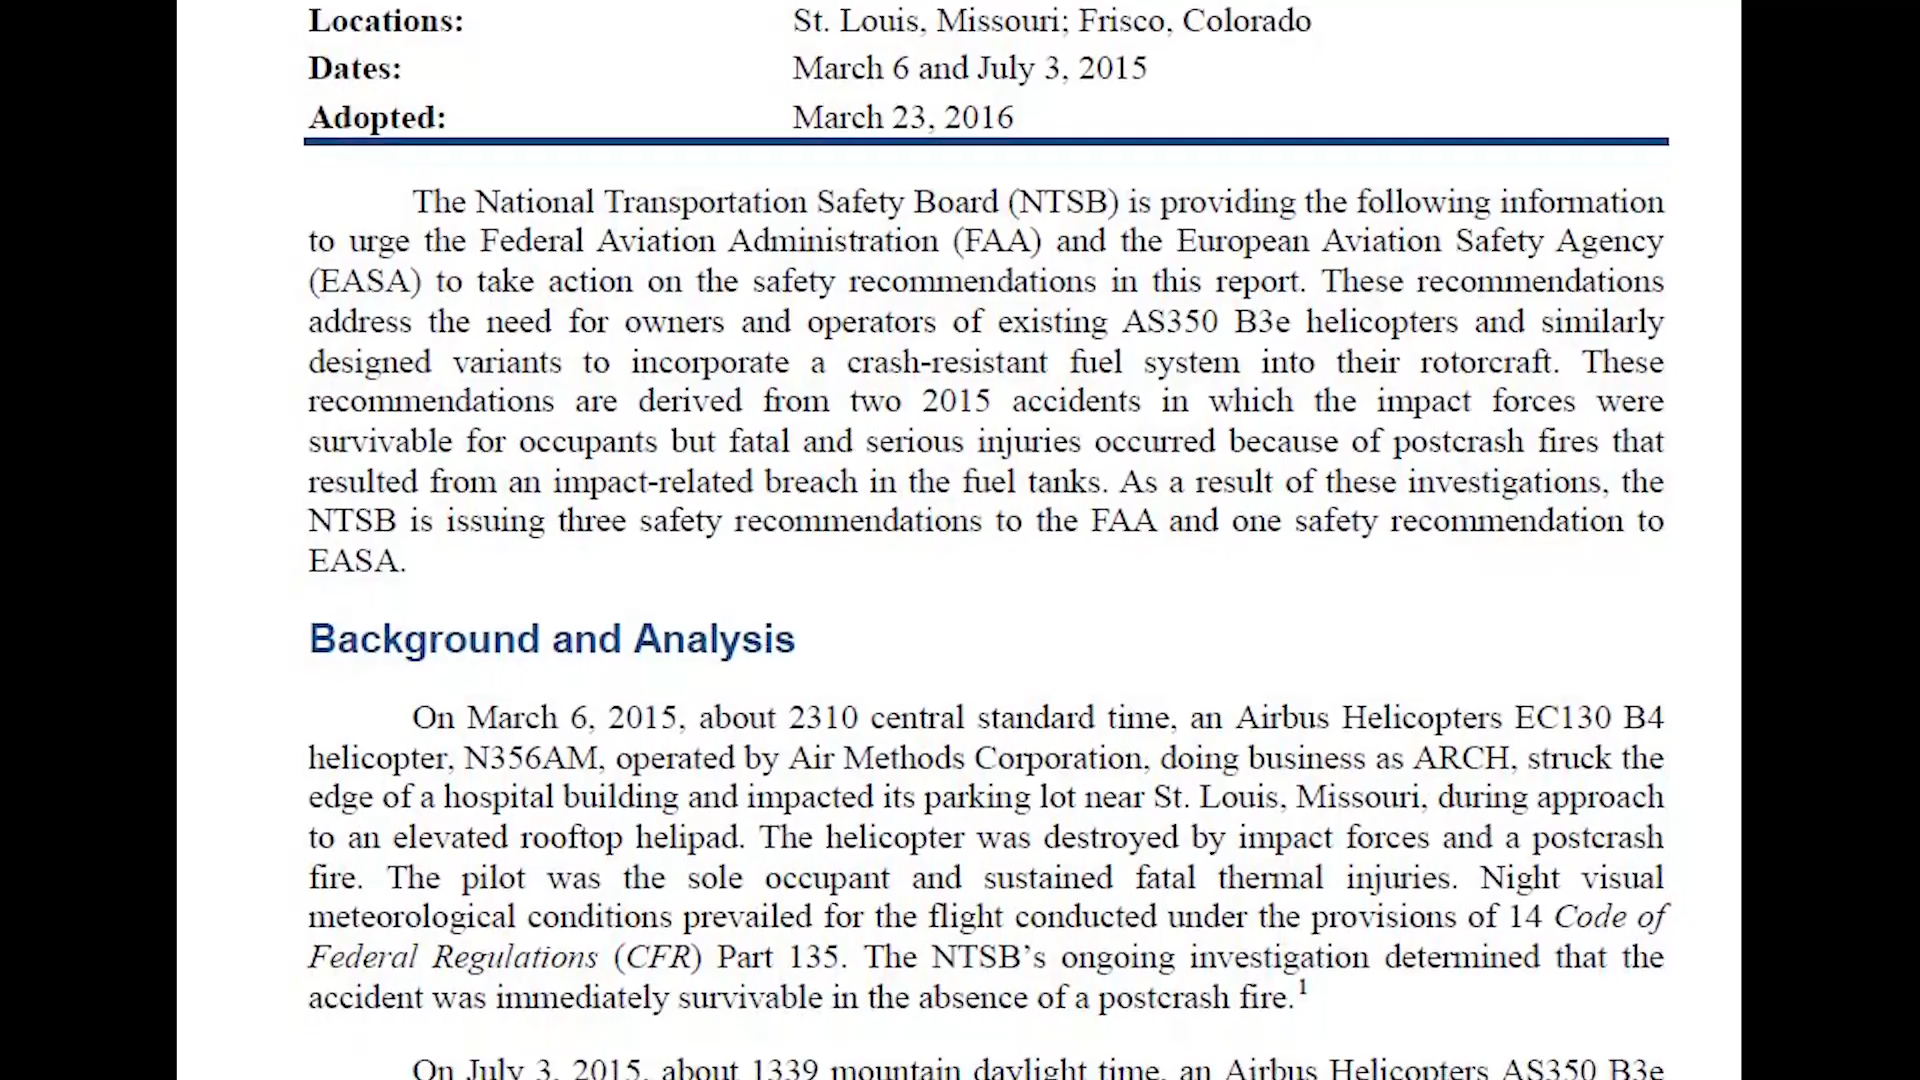 Locations: St. Louis, Missouri; Frisco, Colorado
Dates: March 6 and July 3, 2015
Adopted: March 23, 2016
The National Transportation Safety Board (NTSB) is providing the following information
to urge the Federal Aviation Administration (FAA) and the European Aviation Safety Agency
(EASA) to take action on the safety recommendations in this report. These recommendations
address the need for owners and operators of existing AS350 B3e helicopters and similarly
designed variants to incorporate a crash-resistant fuel system into their rotorcraft. These
recommendations are derived from two 2015 accidents in which the impact forces were
survivable for occupants but fatal and serious injuries occurred because of postcrash fires that
resulted from an impact-related breach in the fuel tanks. As a result of these investigations, the
NTSB is issuing three safety recommendations to the FAA and one safety recommendation to
EASA.
Background and Analysis
On March 6, 2015, about 2310 central standard time, an Airbus Helicopters EC130 B4
helicopter, N356AM, operated by Air Methods Corporation, doing business as ARCH, struck the
edge of a hospital building and impacted its parking lot near St. Louis, Missouri, during approach
to an elevated rooftop helipad. The helicopter was destroyed by impact forces and a postcrash
fire. The pilot was the sole occupant and sustained fatal thermal injuries. Night visual
meteorological conditions prevailed for the flight conducted under the provisions of 14 Code of
Federal Regulations (CFR) Part 135. The NTSB’s ongoing investigation determined that the
accident was immediately survivable in the absence of a postcrash fire.¹
On July 3, 2015, about 1339 mountain daylight time, an Airbus Helicopters AS350 B3e